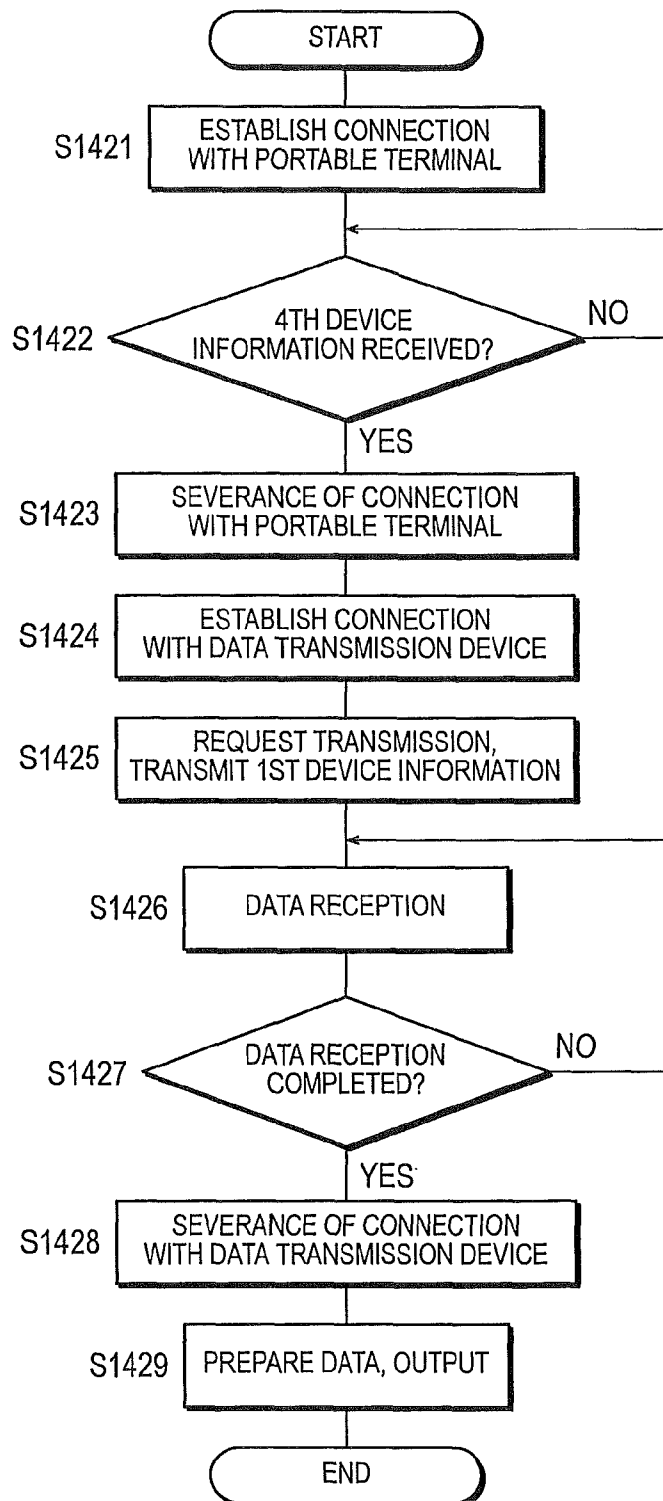 START
S1421
ESTABLISH CONNECTION
WITH PORTABLE TERMINAL
S1422
4TH DEVICE
INFORMATION RECEIVED?
NO
YES
S1423
SEVERANCE OF CONNECTION
WITH PORTABLE TERMINAL
S1424
ESTABLISH CONNECTION
WITH DATA TRANSMISSION DEVICE
S1425
REQUEST TRANSMISSION,
TRANSMIT 1ST DEVICE INFORMATION
S1426
DATA RECEPTION
S1427
DATA RECEPTION
COMPLETED?
NO
YES
S1428
SEVERANCE OF CONNECTION
WITH DATA TRANSMISSION DEVICE
S1429
PREPARE DATA, OUTPUT
END